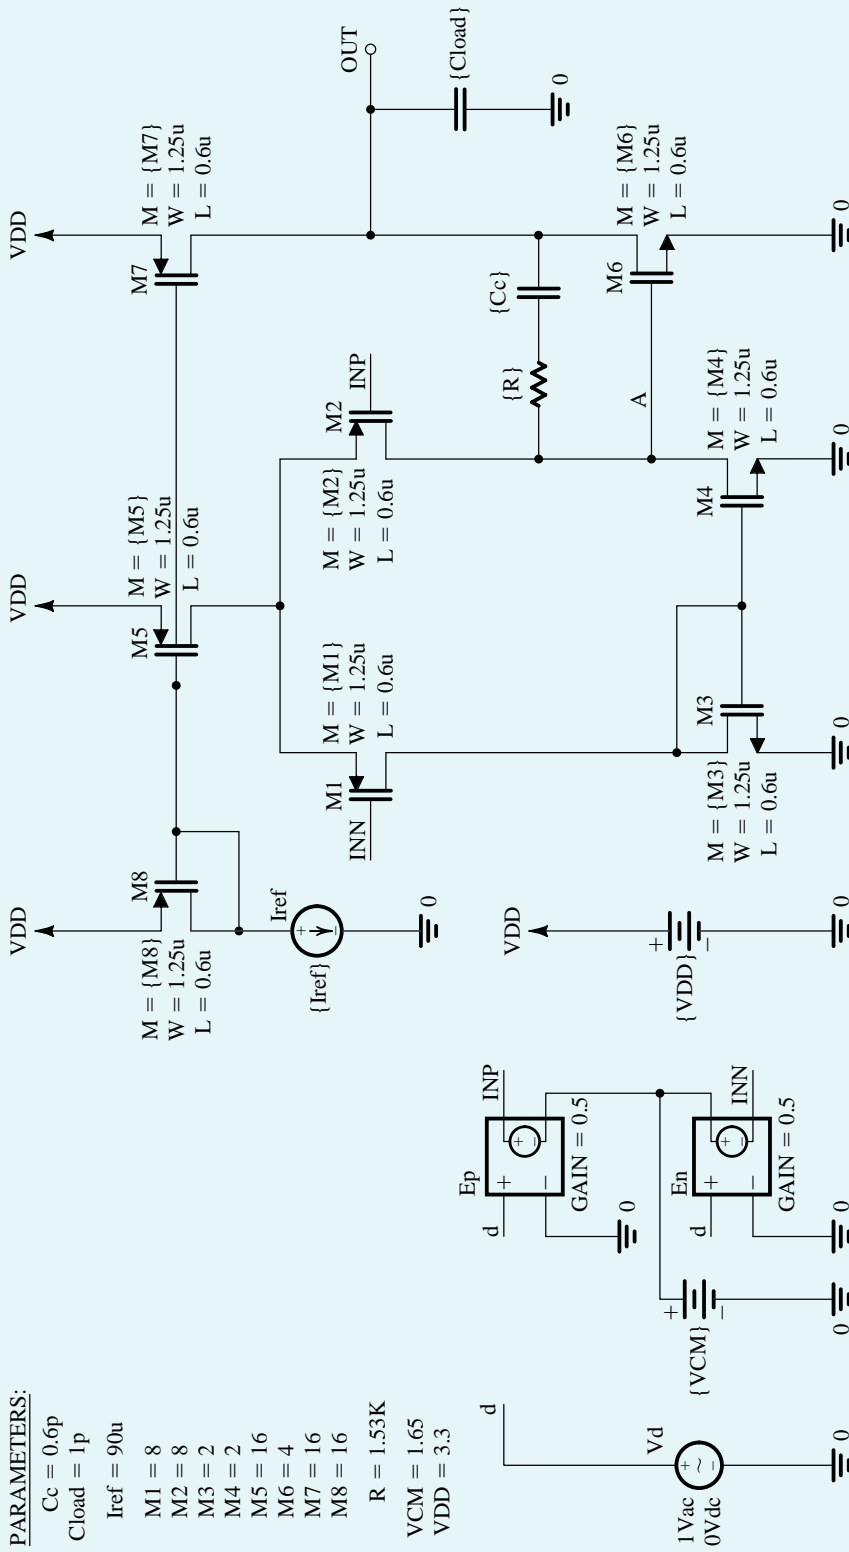 PARAMETERS:
Cc = 0.6p
Cload = 1p
Iref = 90u
M1 = 8
M2 = 8
M3 = 2
M4 = 2
M5 = 16
M6 = 4
M7 = 16
M8 = 16
R = 1.53K
VCM = 1.65
VDD = 3.3
VDD
M8
M = {M8}
W = 1.25u
L = 0.6u
Iref
{Iref}
+
−
0
VDD
M5
M = {M5}
W = 1.25u
L = 0.6u
VDD
M7
M = {M7}
W = 1.25u
L = 0.6u
INN
M1
M = {M1}
W = 1.25u
L = 0.6u
M2
INP
M = {M2}
W = 1.25u
L = 0.6u
OUT
{Cload}
0
{R}
{Cc}
A
M6
M = {M6}
W = 1.25u
L = 0.6u
0
M3
M = {M3}
W = 1.25u
L = 0.6u
0
M4
M = {M4}
W = 1.25u
L = 0.6u
0
d
Vd
+
~
−
1Vac
0Vdc
0
+
−
{VCM}
0
Ep
d
+
−
+
−
INP
GAIN = 0.5
0
En
d
+
−
+
−
INN
GAIN = 0.5
0
VDD
+
−
{VDD}
0